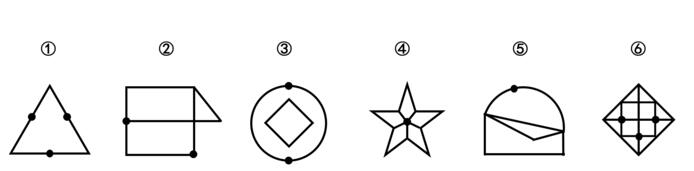 ① ② ③ ④ ⑤ ⑥